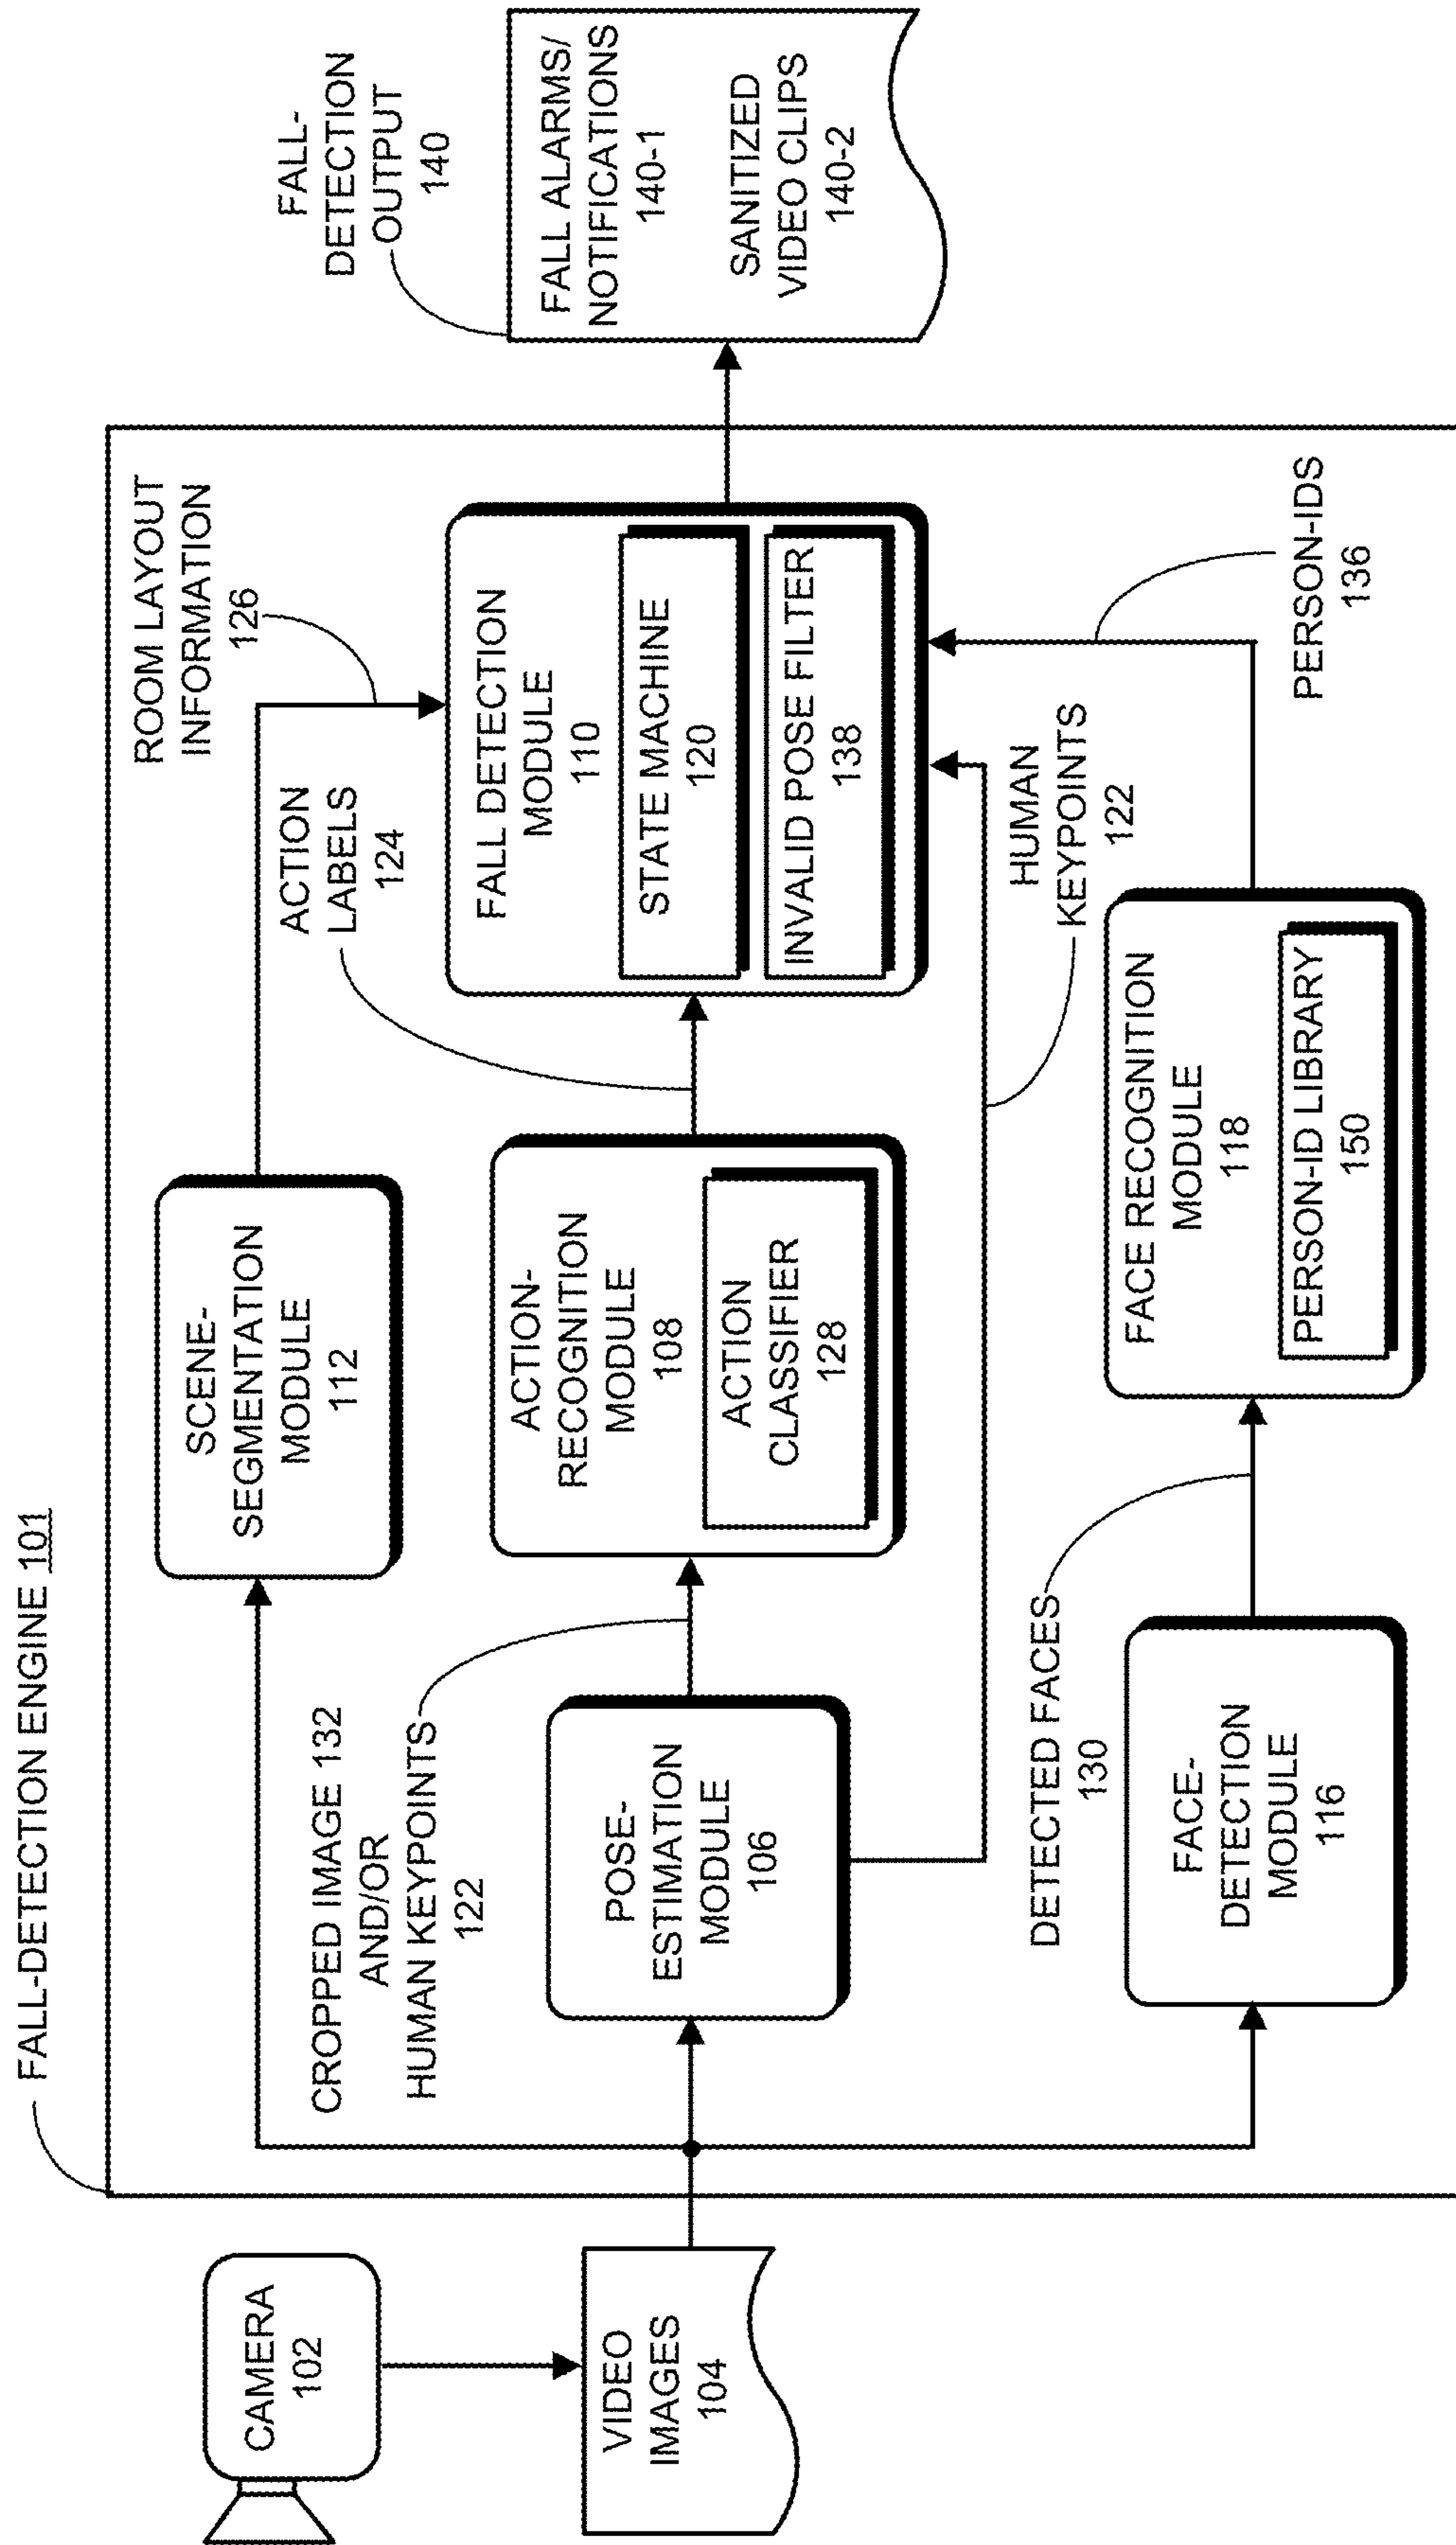 FALL-DETECTION ENGINE 101
CAMERA
102
VIDEO
IMAGES
104
SCENE-
SEGMENTATION
MODULE
112
ROOM LAYOUT
INFORMATION
126
CROPPED IMAGE 132
AND/OR
HUMAN KEYPOINTS
122
POSE-
ESTIMATION
MODULE
106
ACTION-
RECOGNITION
MODULE
108
ACTION
CLASSIFIER
128
ACTION
LABELS
124
FALL DETECTION
MODULE
110
STATE MACHINE
120
INVALID POSE FILTER
138
HUMAN
KEYPOINTS
122
FACE-
DETECTION
MODULE
116
DETECTED FACES
130
FACE RECOGNITION
MODULE
118
PERSON-ID LIBRARY
150
PERSON-IDS
136
FALL-
DETECTION
OUTPUT
140
FALL ALARMS/
NOTIFICATIONS
140-1
SANITIZED
VIDEO CLIPS
140-2